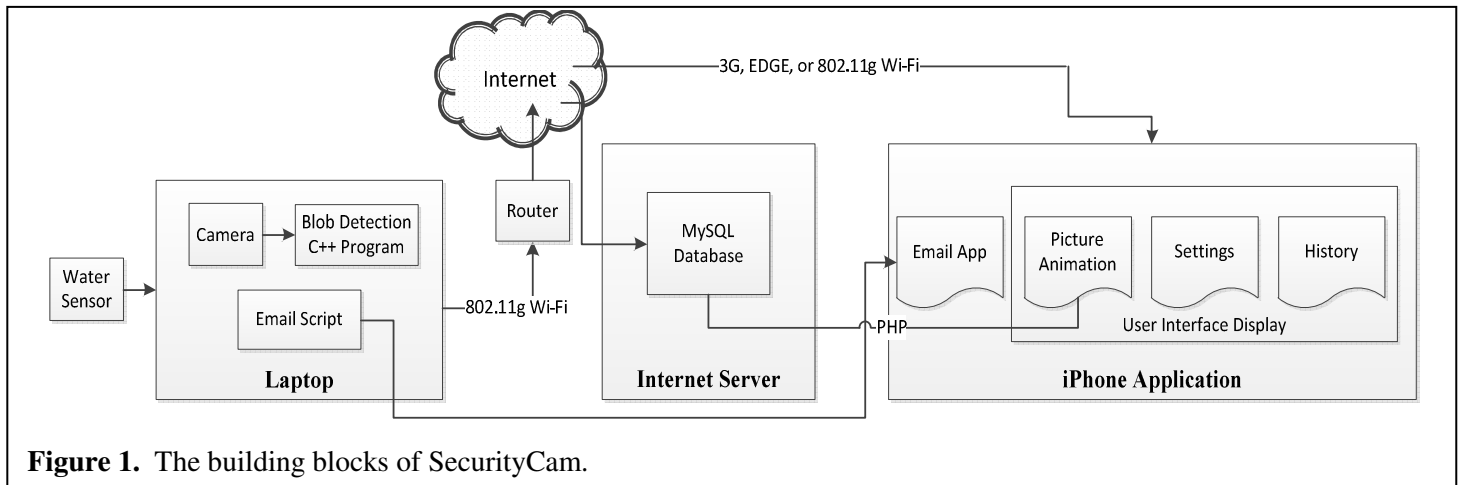 Internet
3G, EDGE, or 802.11g Wi-Fi
Water
Sensor
Camera
Blob Detection
C++ Program
Email Script
Laptop
802.11g Wi-Fi
Router
MySQL
Database
Internet Server
PHP
Email App
Picture
Animation
Settings
History
User Interface Display
iPhone Application
Figure 1. The building blocks of SecurityCam.